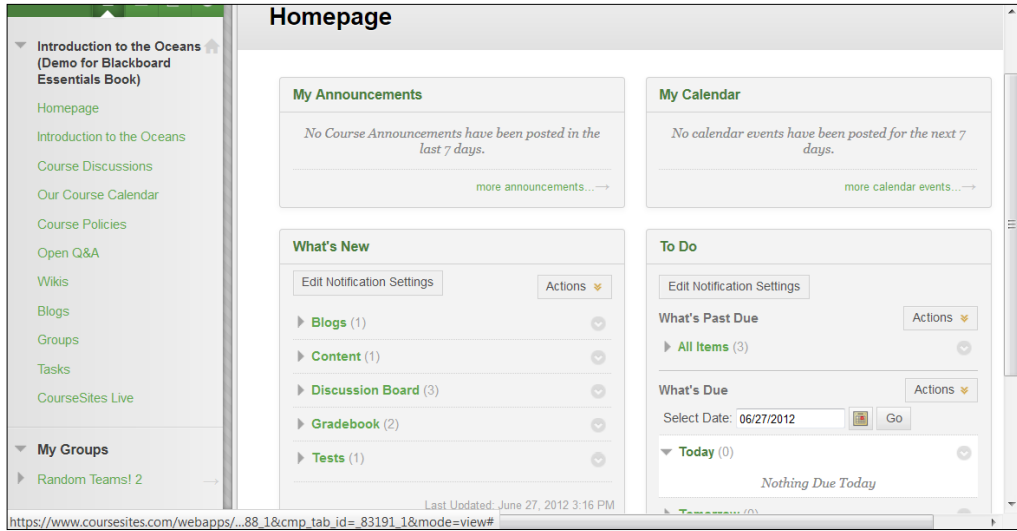 Homepage
Introduction to the Oceans
(Demo for Blackboard
Essentials Book)
Homepage
Introduction to the Oceans
Course Discussions
Our Course Calendar
Course Policies
Open Q&A
Wikis
Blogs
Groups
Tasks
CourseSites Live
My Groups
Random Teams! 2
My Announcements
No Course Announcements have been posted in the
last 7 days.
more announcements...→
My Calendar
No calendar events have been posted for the next 7
days.
more calendar events...→
What's New
Edit Notification Settings
Actions
Blogs (1)
Content (1)
Discussion Board (3)
Gradebook (2)
Tests (1)
Last Updated: June 27, 2012 3:16 PM
To Do
Edit Notification Settings
What's Past Due
Actions
All Items (3)
What's Due
Actions
Select Date: 06/27/2012 Go
Today (0)
Nothing Due Today
Tomorrow (0)
https://www.coursesites.com/webapps/...88_1&cmp_tab_id=_83191_1&mode=view#